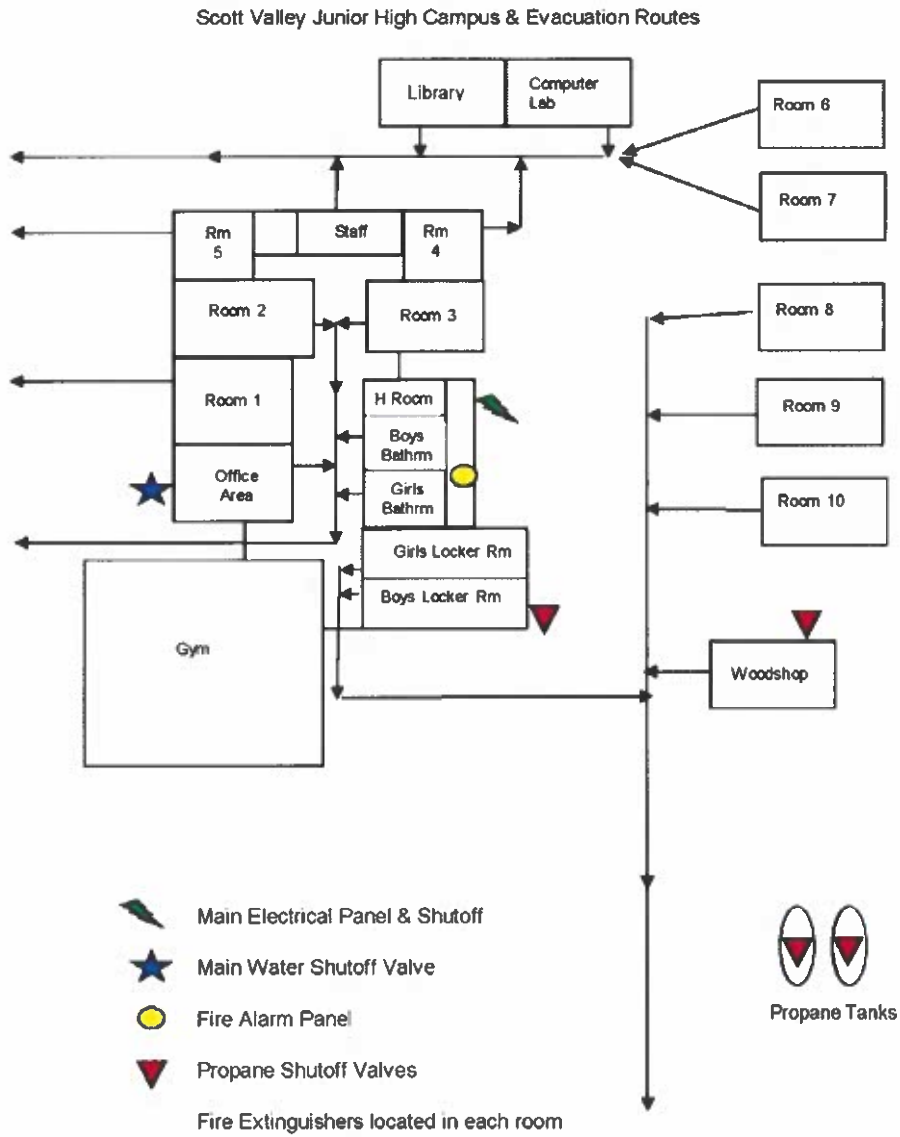 Scott Valley Junior High Campus & Evacuation Routes
Library
Computer
Lab
Room 6
Room 7
Rm
5
Staff
Rm
4
Room 2
Room 3
Room 8
Room 1
H Room
Room 9
Boys
Bathrm
Office
Area
Girls
Bathrm
Room 10
Girls Locker Rm
Boys Locker Rm
Gym
Woodshop
Main Electrical Panel & Shutoff
Main Water Shutoff Valve
Fire Alarm Panel
Propane Shutoff Valves
Fire Extinguishers located in each room
Propane Tanks